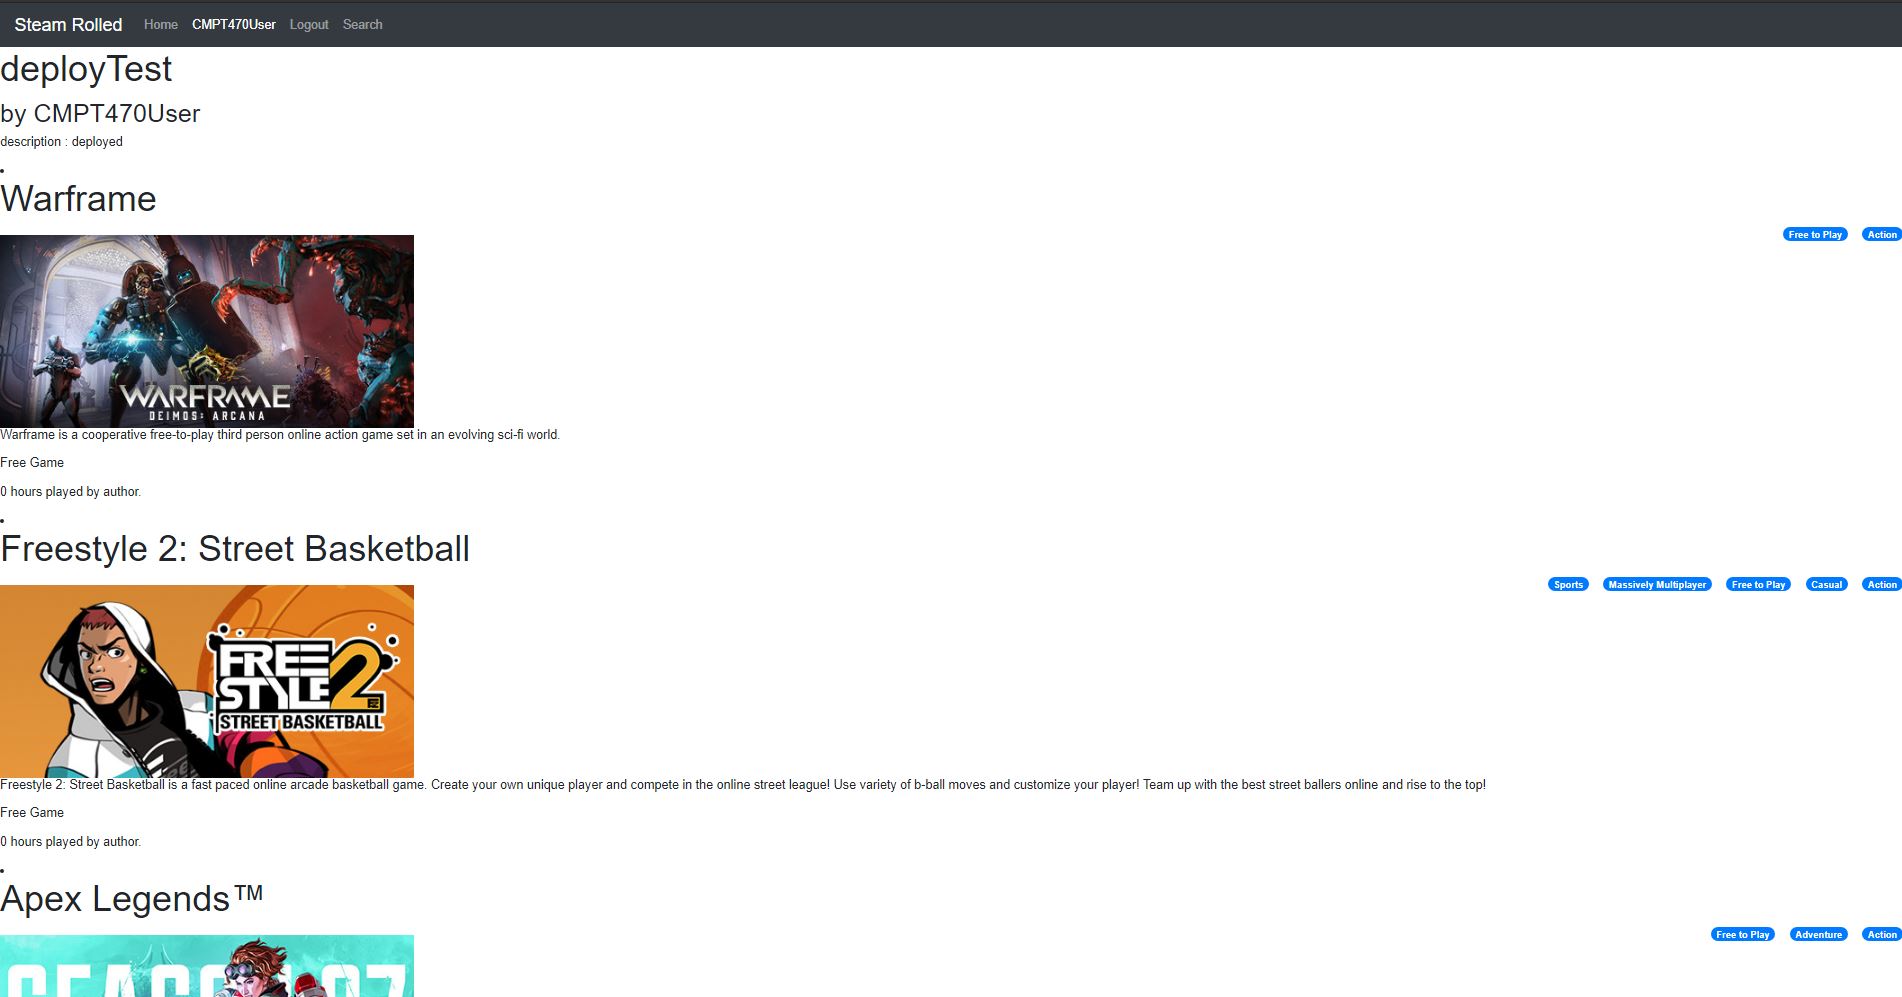 Steam Rolled Home CMPT470User Logout Search
deployTest
by CMPT470User
description : deployed
Warframe
Free to Play Action
WARFRAME
DEIMOS: ARCANA
Warframe is a cooperative free-to-play third person online action game set in an evolving sci-fi world.
Free Game
0 hours played by author.
Freestyle 2: Street Basketball
Sports Massively Multiplayer Free to Play Casual Action
FREE
STYLE 2
STREET BASKETBALL
Freestyle 2: Street Basketball is a fast paced online arcade basketball game. Create your own unique player and compete in the online street league! Use variety of b-ball moves and customize your player! Team up with the best street ballers online and rise to the top!
Free Game
0 hours played by author.
Apex Legends™
Free to Play Adventure Action